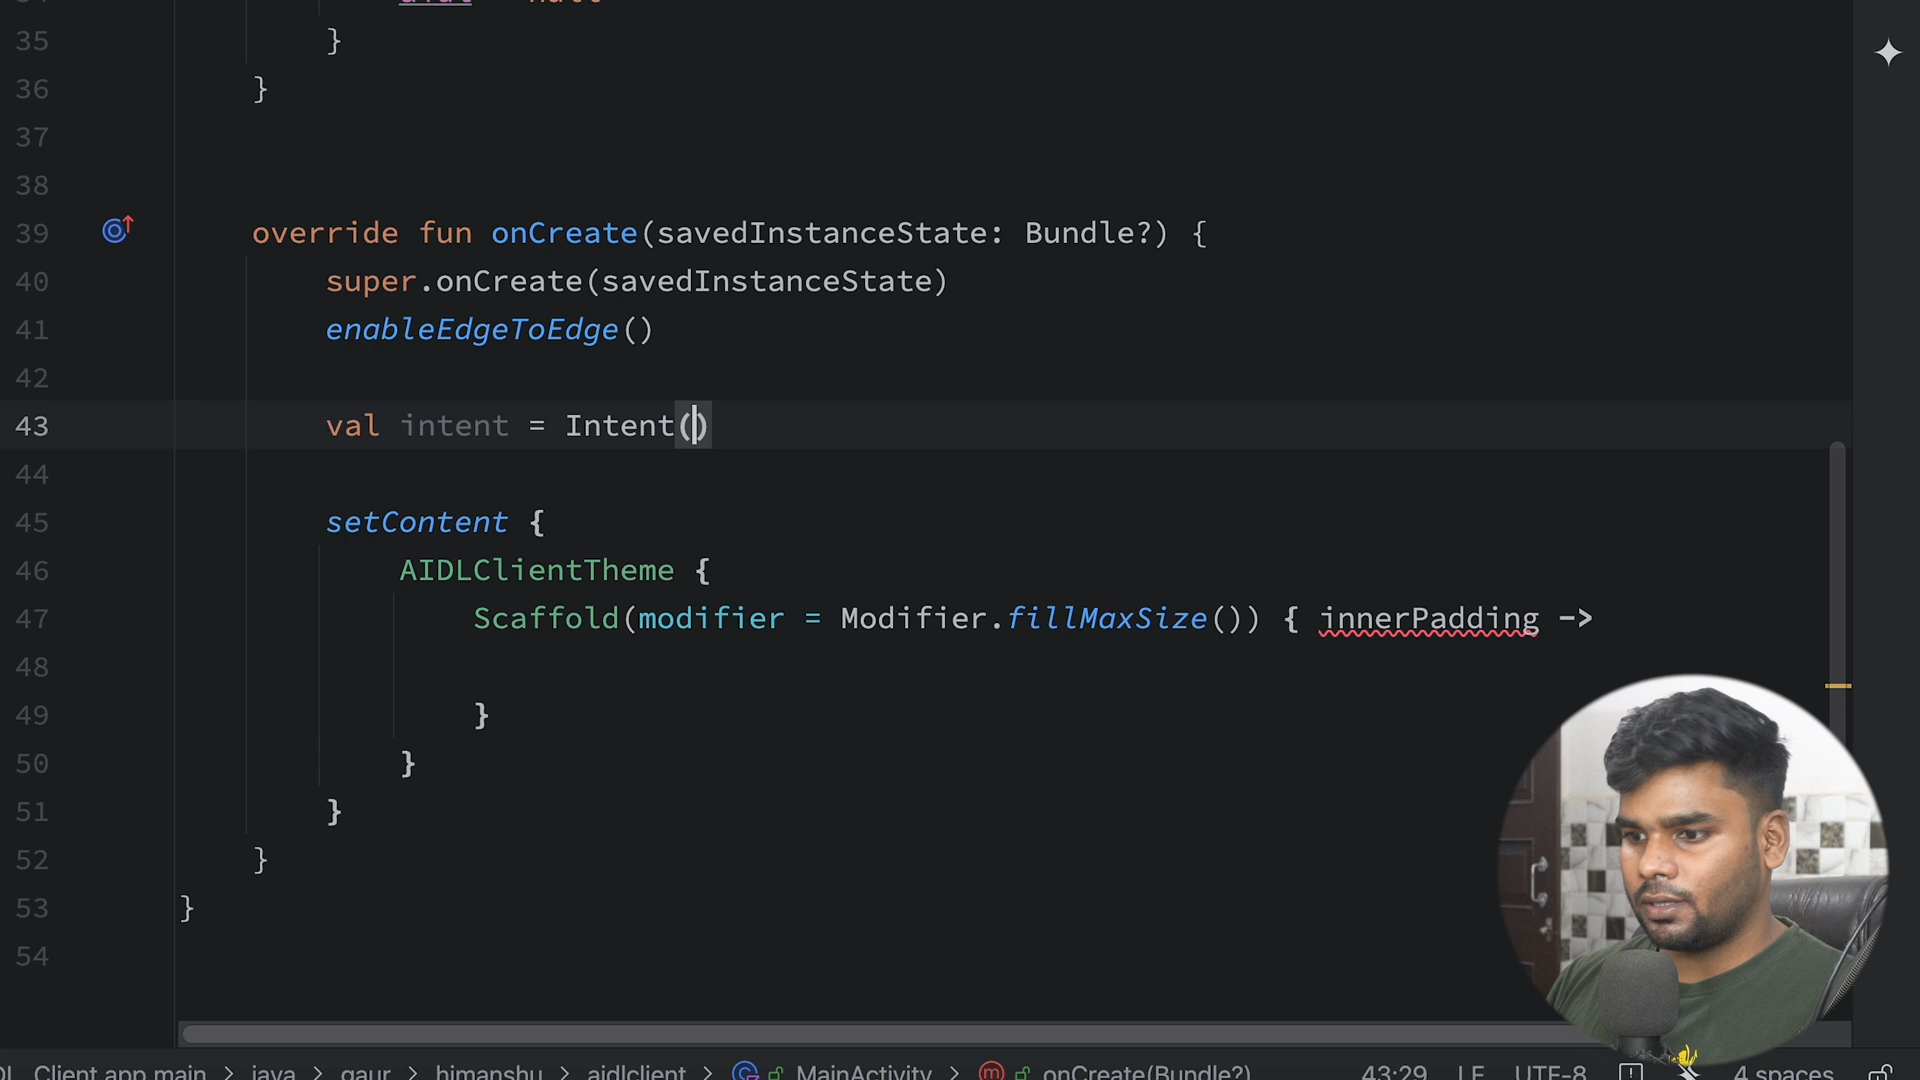 35 }
36 }
37
38
39 override fun onCreate(savedInstanceState: Bundle?) {
40 super.onCreate(savedInstanceState)
41 enableEdgeToEdge()
42
43 val intent = Intent()
44
45 setContent {
46 AIDLClientTheme {
47 Scaffold(modifier = Modifier.fillMaxSize()) { innerPadding ->
48
49 }
50 }
51 }
52 }
53 }
54
Client.app.main > java > gaur > himanshu > aidlclient > MainActivity > onCreate(Bundle?) 43:29 LF UTF-8 4 spaces